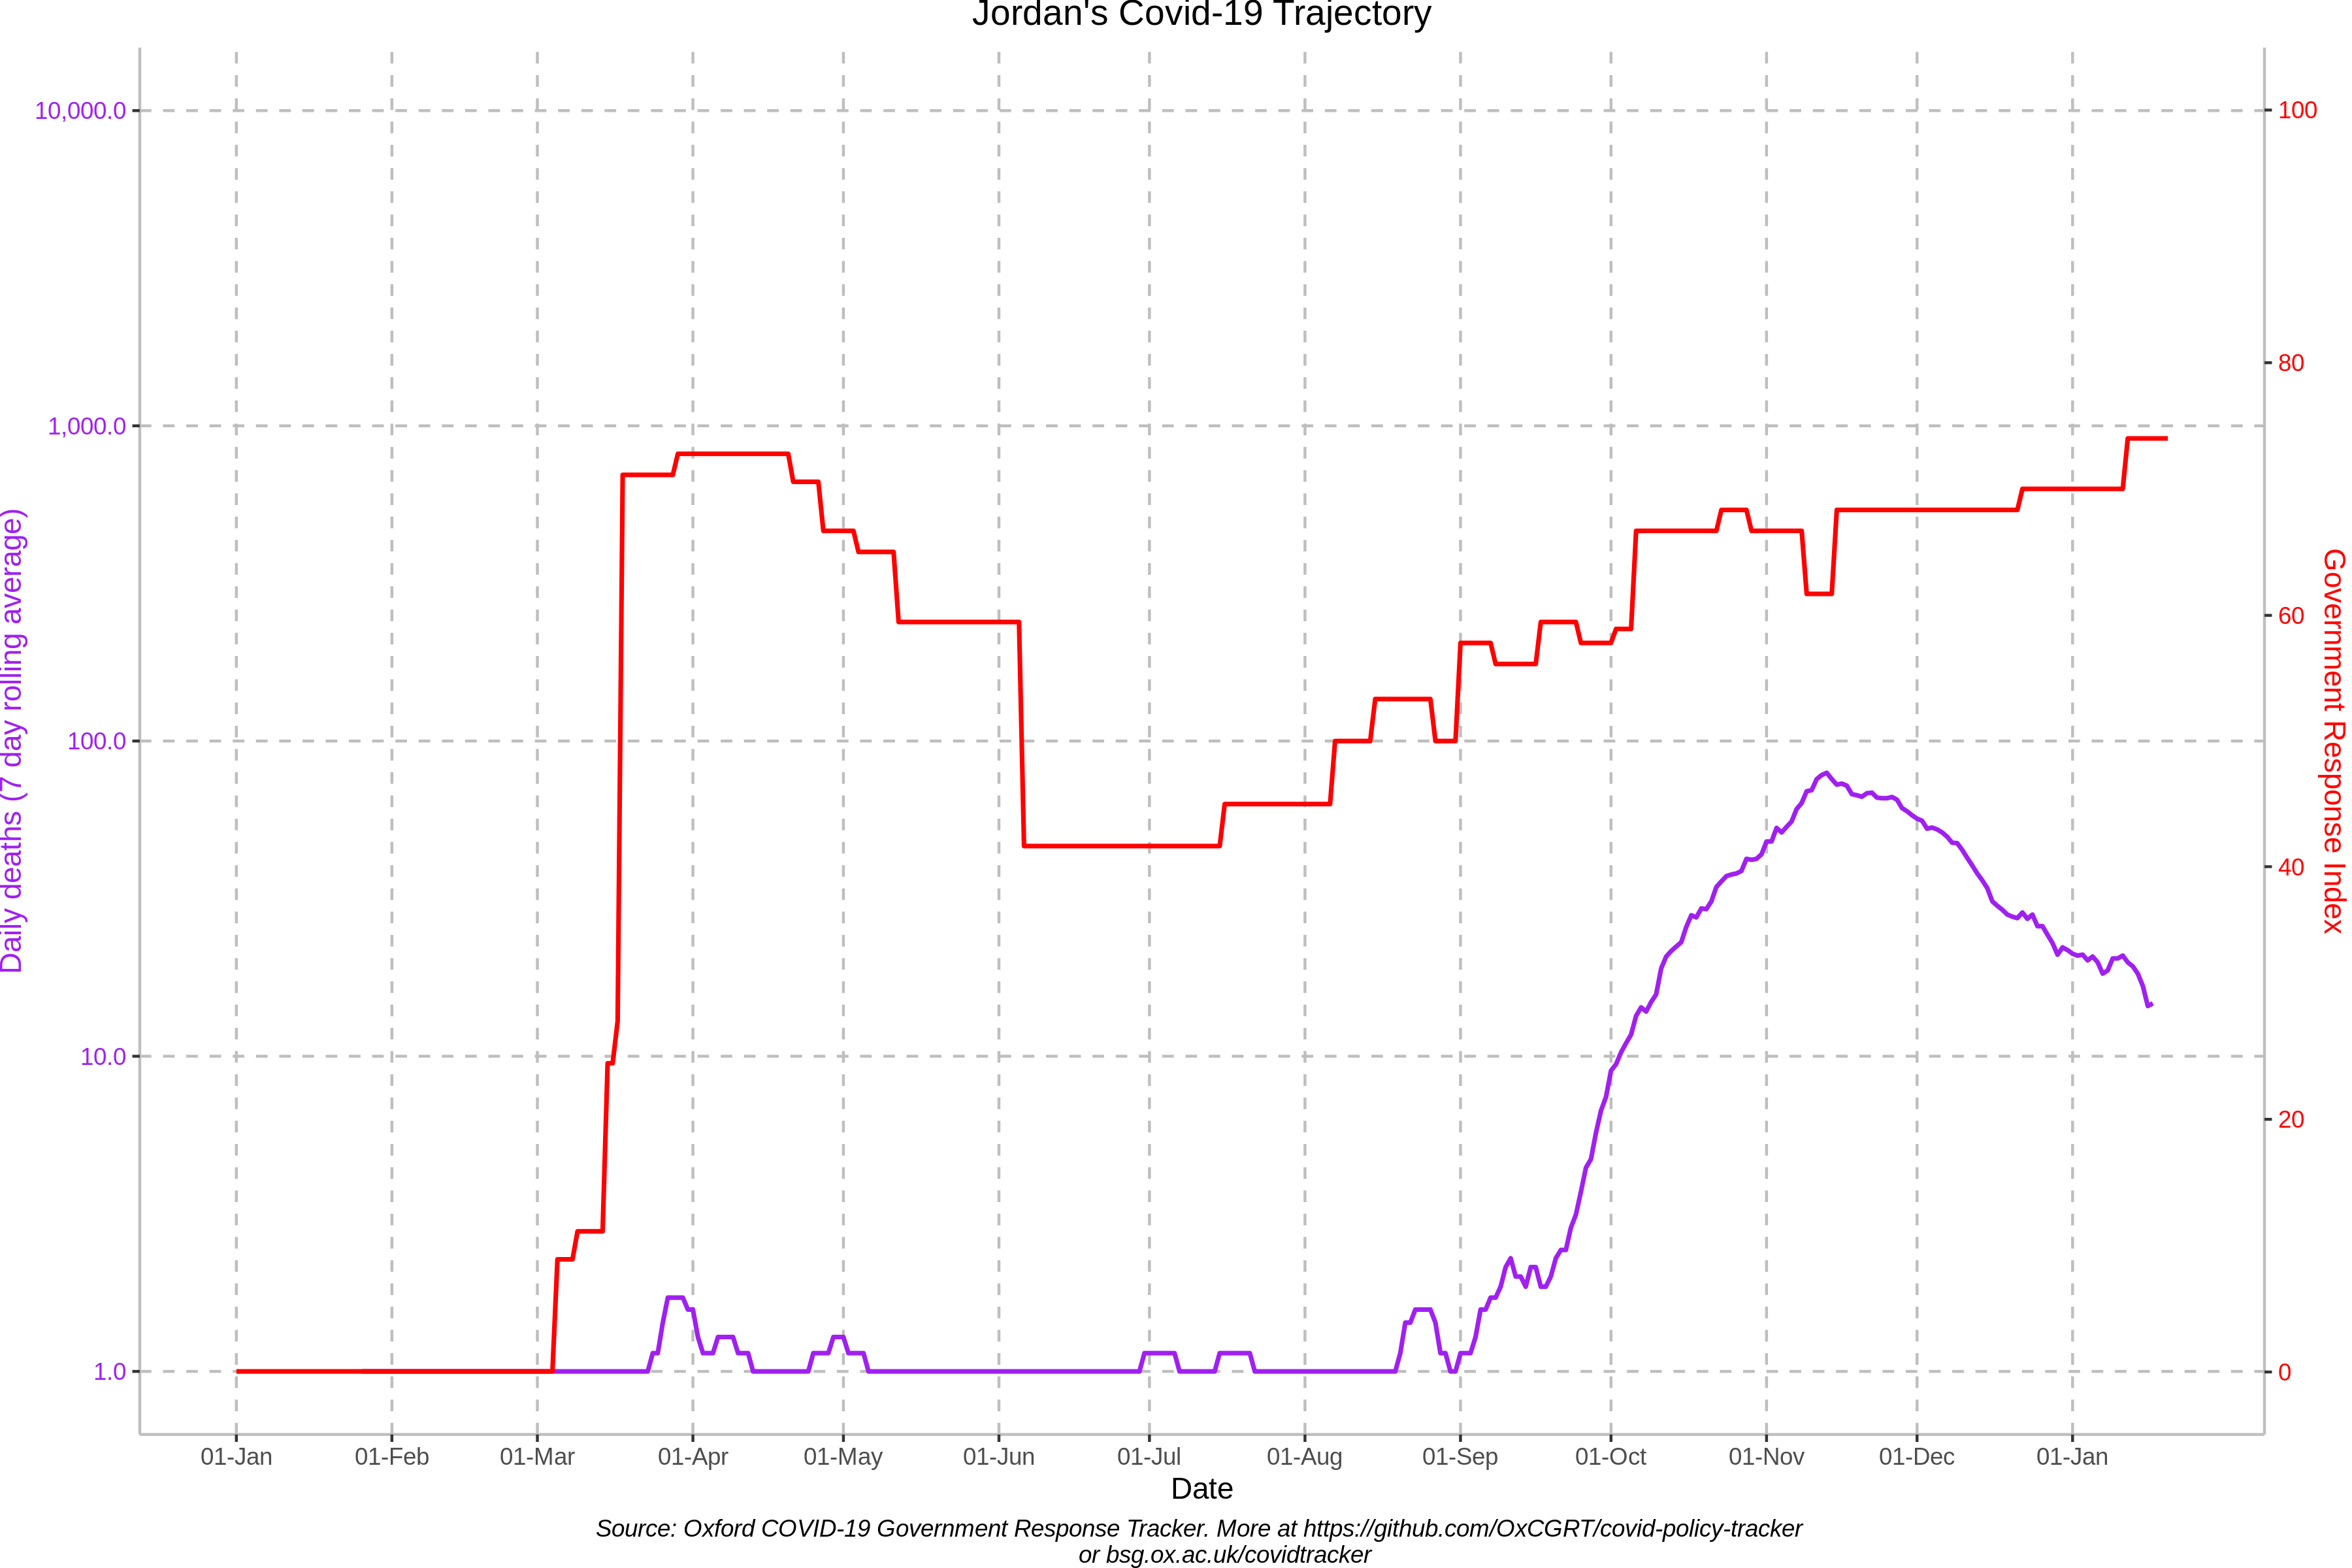 Jordan's Covid-19 Trajectory
10,000.0
1,000.0
100.0
10.0
1.0
Daily deaths (7 day rolling average)
100
80
60
40
20
0
Government Response Index
01-Jan
01-Feb
01-Mar
01-Apr
01-May
01-Jun
01-Jul
01-Aug
01-Sep
01-Oct
01-Nov
01-Dec
01-Jan
Date
Source: Oxford COVID-19 Government Response Tracker. More at https://github.com/OxCGRT/covid-policy-tracker
or bsg.ox.ac.uk/covidtracker